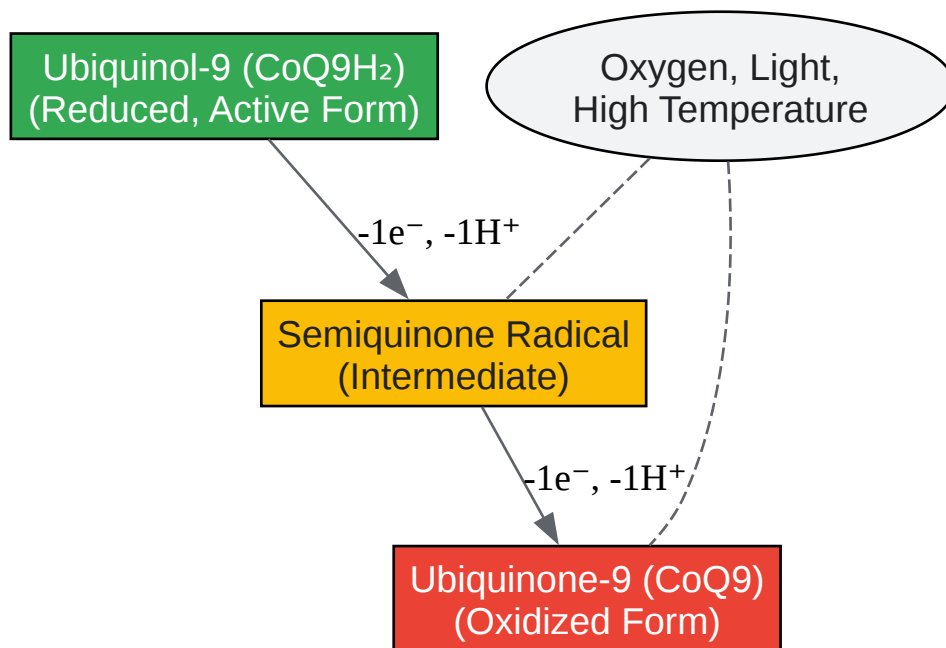 Ubiquinol-9 (CoQ9H₂)
(Reduced, Active Form)
Oxygen, Light,
High Temperature
-1e⁻, -1H⁺
Semiquinone Radical
(Intermediate)
-1e⁻, -1H⁺
Ubiquinone-9 (CoQ9)
(Oxidized Form)